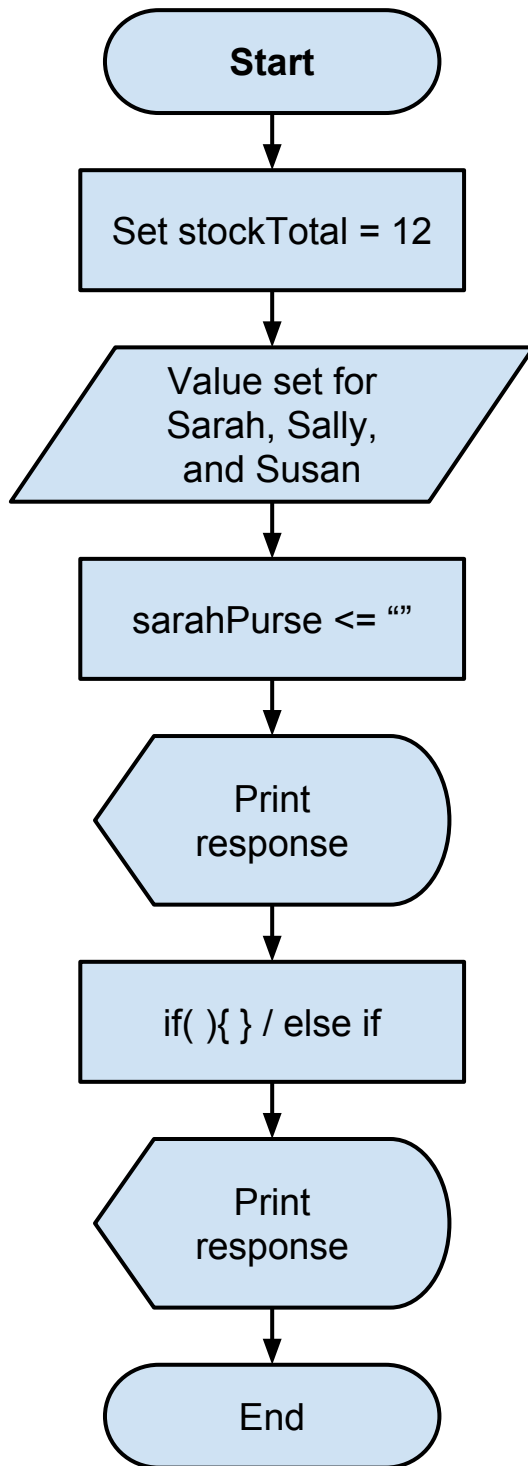 Start
Set stockTotal = 12
Value set for
Sarah, Sally,
and Susan
sarahPurse <= “”
Print
response
if( ){ } / else if
Print
response
End